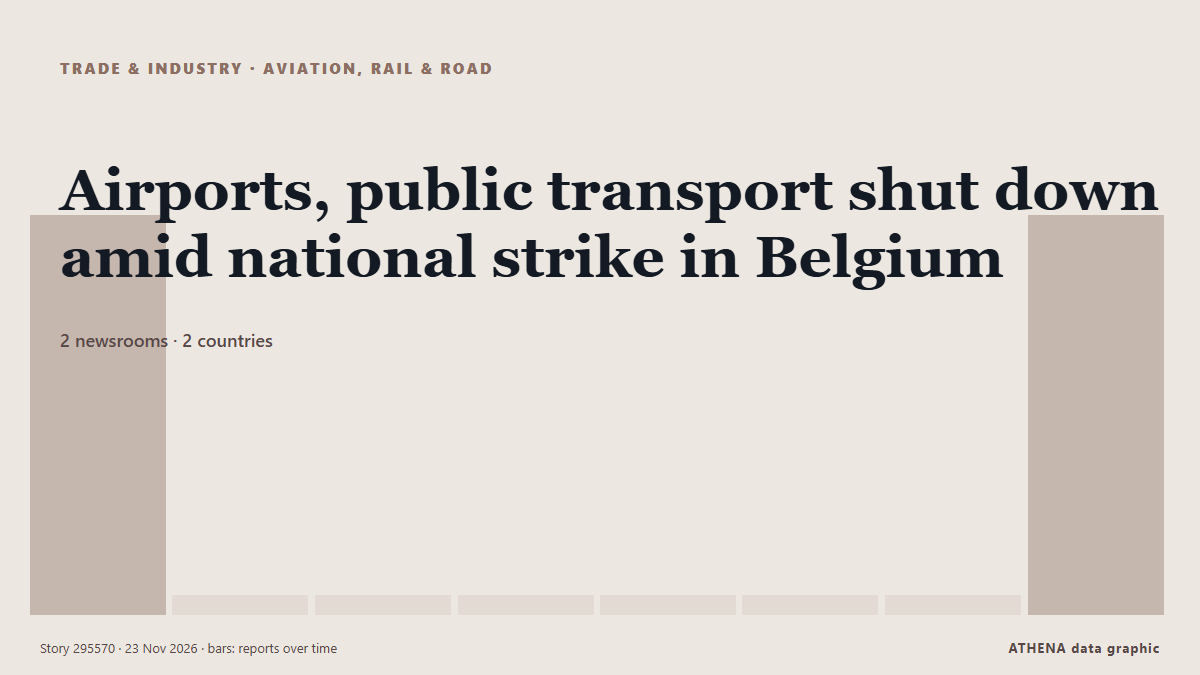 TRADE & INDUSTRY · AVIATION, RAIL & ROAD
Airports, public transport shut down
amid national strike in Belgium
2 newsrooms · 2 countries
Story 295570 · 23 Nov 2026 · bars: reports over time
ATHENA data graphic